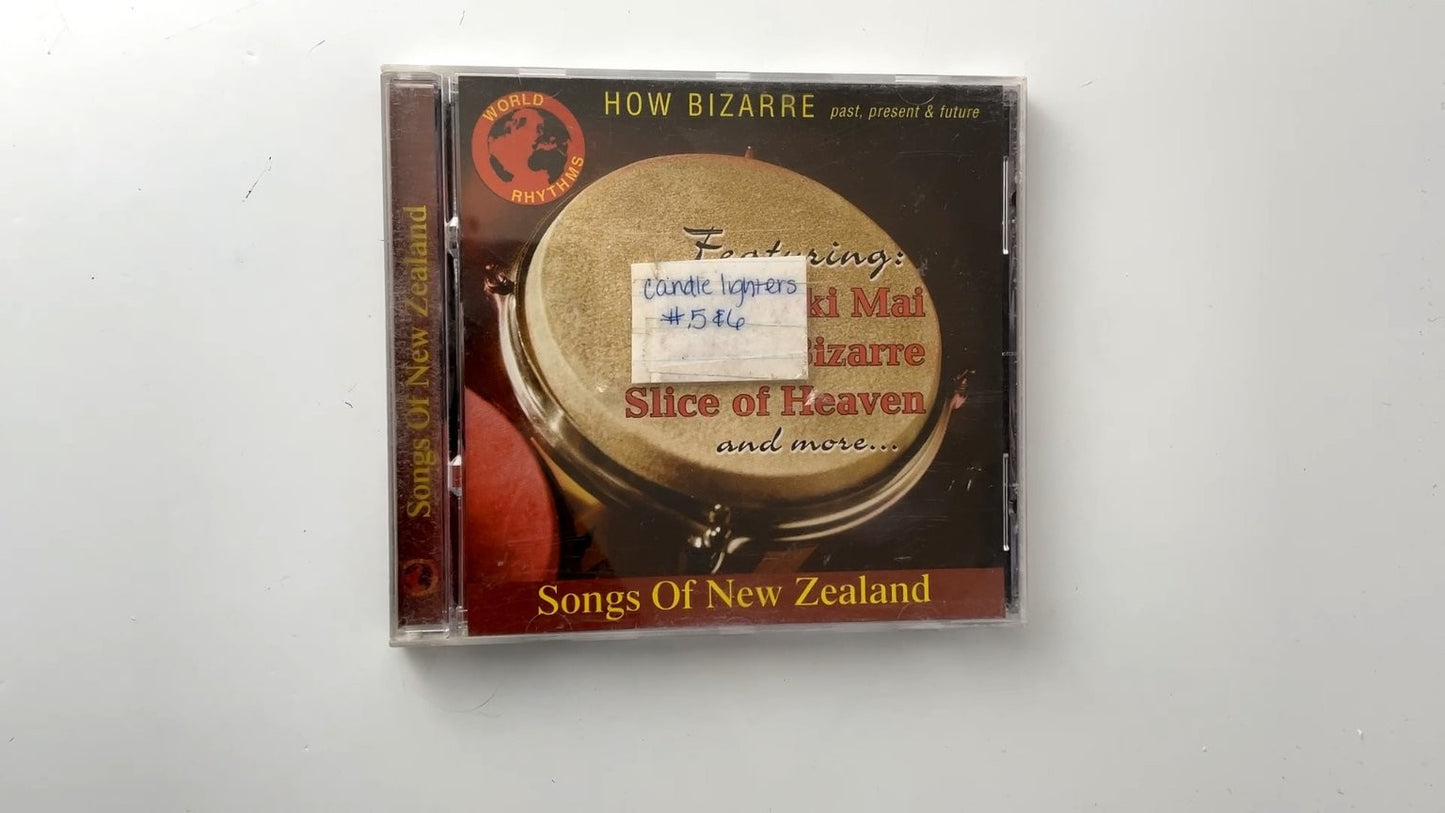 HOW BIZARRE past, present & future
WORLD
RHYTHMS
Featuring:
candle lighters
#.5&6
ki Mai
Bizarre
Slice of Heaven
and more...
Songs Of New Zealand
Songs Of New Zealand